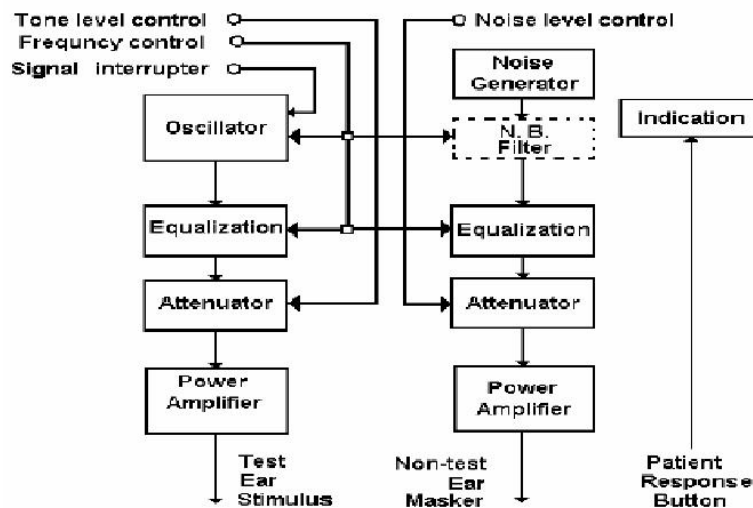 Tone level control
Frequncy control
Signal interrupter
Noise level control
Noise
Generator
Oscillator
N. B.
Filter
Indication
Equalization
Equalization
Attenuator
Attenuator
Power
Amplifier
Power
Amplifier
Test
Ear
Stimulus
Non-test
Ear
Masker
Patient
Response
Button